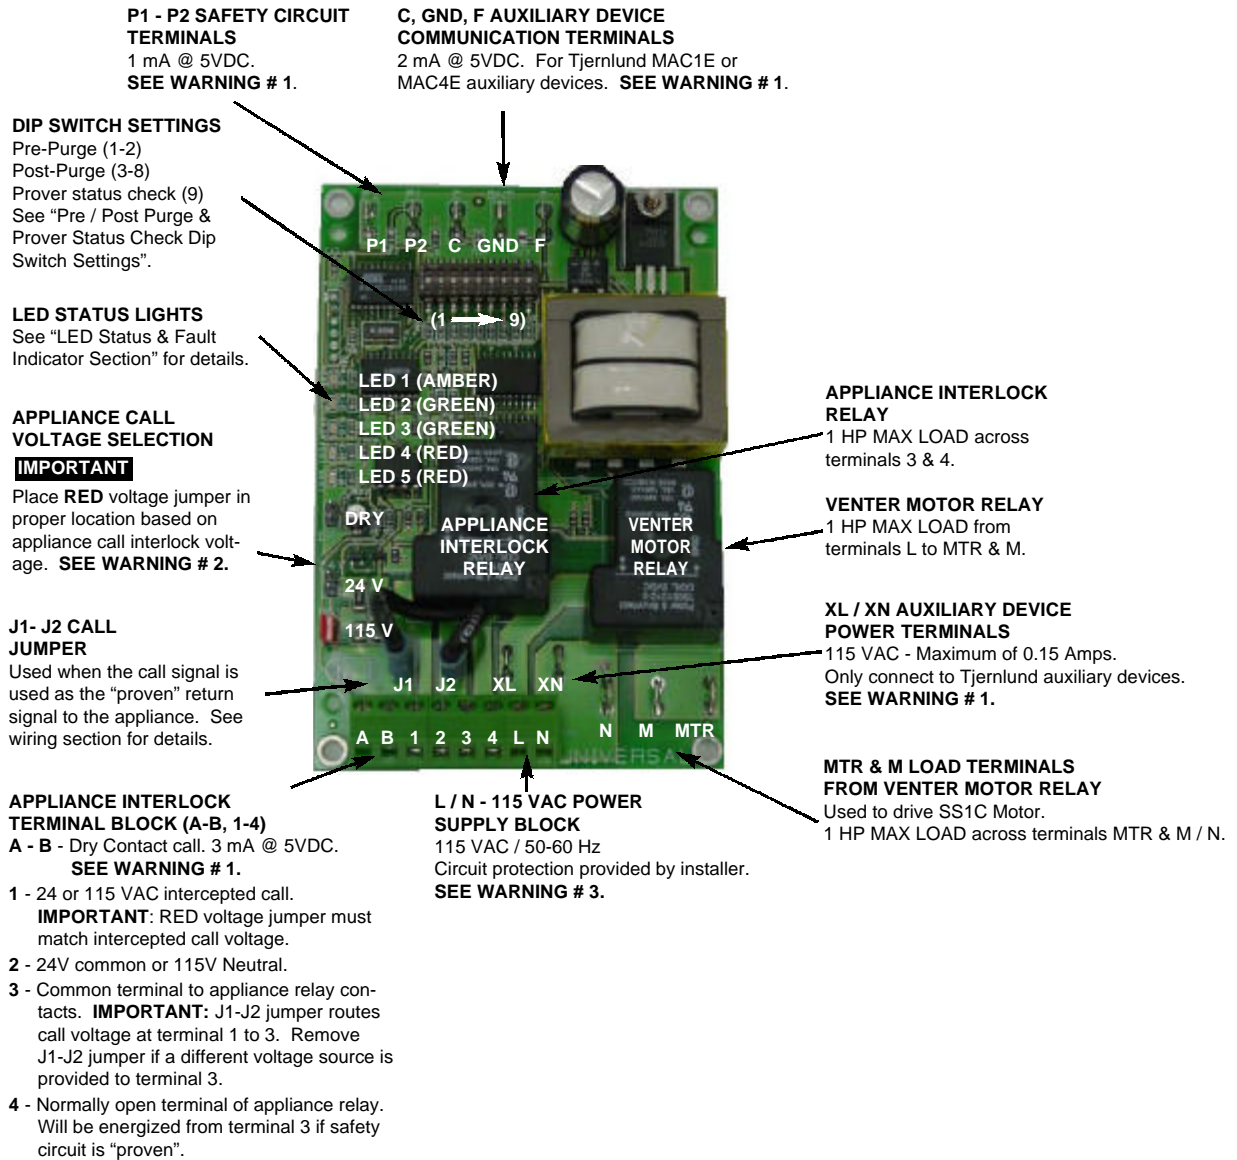 P1 - P2 SAFETY CIRCUIT
TERMINALS
1 mA @ 5VDC.
SEE WARNING # 1.
C, GND, F AUXILIARY DEVICE
COMMUNICATION TERMINALS
2 mA @ 5VDC. For Tjernlund MAC1E or
MAC4E auxiliary devices. SEE WARNING # 1.
DIP SWITCH SETTINGS
Pre-Purge (1-2)
Post-Purge (3-8)
Prover status check (9)
See “Pre / Post Purge &
Prover Status Check Dip
Switch Settings”.
LED STATUS LIGHTS
See “LED Status & Fault
Indicator Section” for details.
APPLIANCE CALL
VOLTAGE SELECTION
IMPORTANT
Place RED voltage jumper in
proper location based on
appliance call interlock volt-
age. SEE WARNING # 2.
J1- J2 CALL
JUMPER
Used when the call signal is
used as the “proven” return
signal to the appliance. See
wiring section for details.
P1 P2 C GND F
(1 9)
LED 1 (AMBER)
LED 2 (GREEN)
LED 3 (GREEN)
LED 4 (RED)
LED 5 (RED)
DRY
24 V
115 V
APPLIANCE
INTERLOCK
RELAY
VENTER
MOTOR
RELAY
J1 J2 XL XN
N M MTR
A B 1 2 3 4 L N
UNIVERSA
APPLIANCE INTERLOCK
RELAY
1 HP MAX LOAD across
terminals 3 & 4.
VENTER MOTOR RELAY
1 HP MAX LOAD from
terminals L to MTR & M.
XL / XN AUXILIARY DEVICE
POWER TERMINALS
115 VAC - Maximum of 0.15 Amps.
Only connect to Tjernlund auxiliary devices.
SEE WARNING # 1.
MTR & M LOAD TERMINALS
FROM VENTER MOTOR RELAY
Used to drive SS1C Motor.
1 HP MAX LOAD across terminals MTR & M / N.
APPLIANCE INTERLOCK
TERMINAL BLOCK (A-B, 1-4)
A - B - Dry Contact call. 3 mA @ 5VDC.
SEE WARNING # 1.
1 - 24 or 115 VAC intercepted call.
IMPORTANT: RED voltage jumper must
match intercepted call voltage.
2 - 24V common or 115V Neutral.
3 - Common terminal to appliance relay con-
tacts. IMPORTANT: J1-J2 jumper routes
call voltage at terminal 1 to 3. Remove
J1-J2 jumper if a different voltage source is
provided to terminal 3.
4 - Normally open terminal of appliance relay.
Will be energized from terminal 3 if safety
circuit is “proven”.
L / N - 115 VAC POWER
SUPPLY BLOCK
115 VAC / 50-60 Hz
Circuit protection provided by installer.
SEE WARNING # 3.